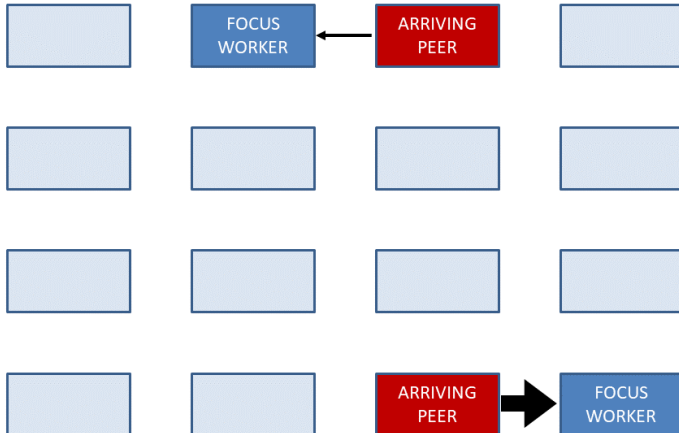 FOCUS
WORKER
ARRIVING
PEER
ARRIVING
PEER
FOCUS
WORKER